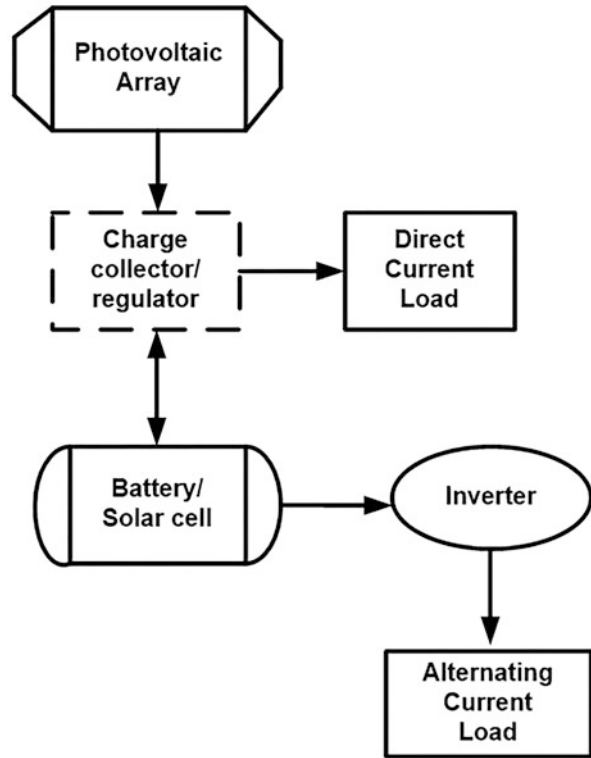 Photovoltaic
Array
Charge
collector/
regulator
Direct
Current
Load
Battery/
Solar cell
Inverter
Alternating
Current
Load